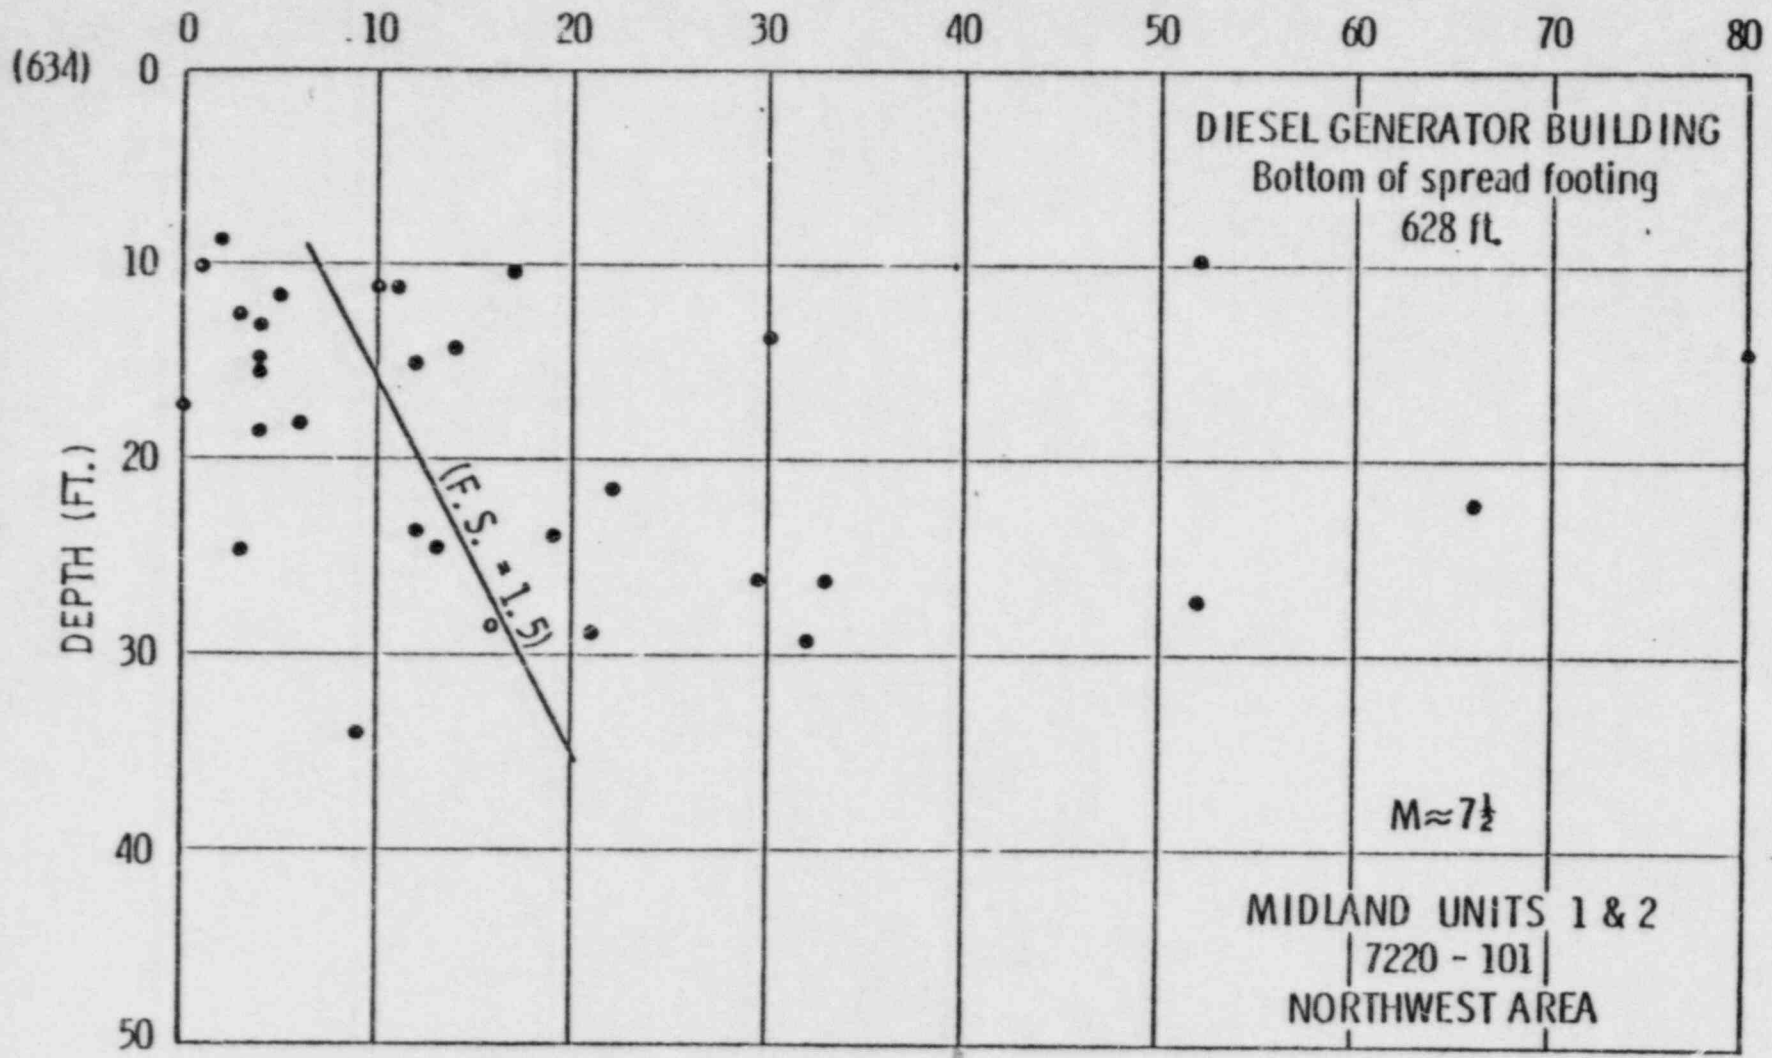 0 10 20 30 40 50 60 70 80
(634) 0
DIESEL GENERATOR BUILDING
Bottom of spread footing
628 ft.
10
20
(F. S. = 1.5)
DEPTH (FT.)
30
M≈7½
40
MIDLAND UNITS 1 & 2
7220 - 101
NORTHWEST AREA
50